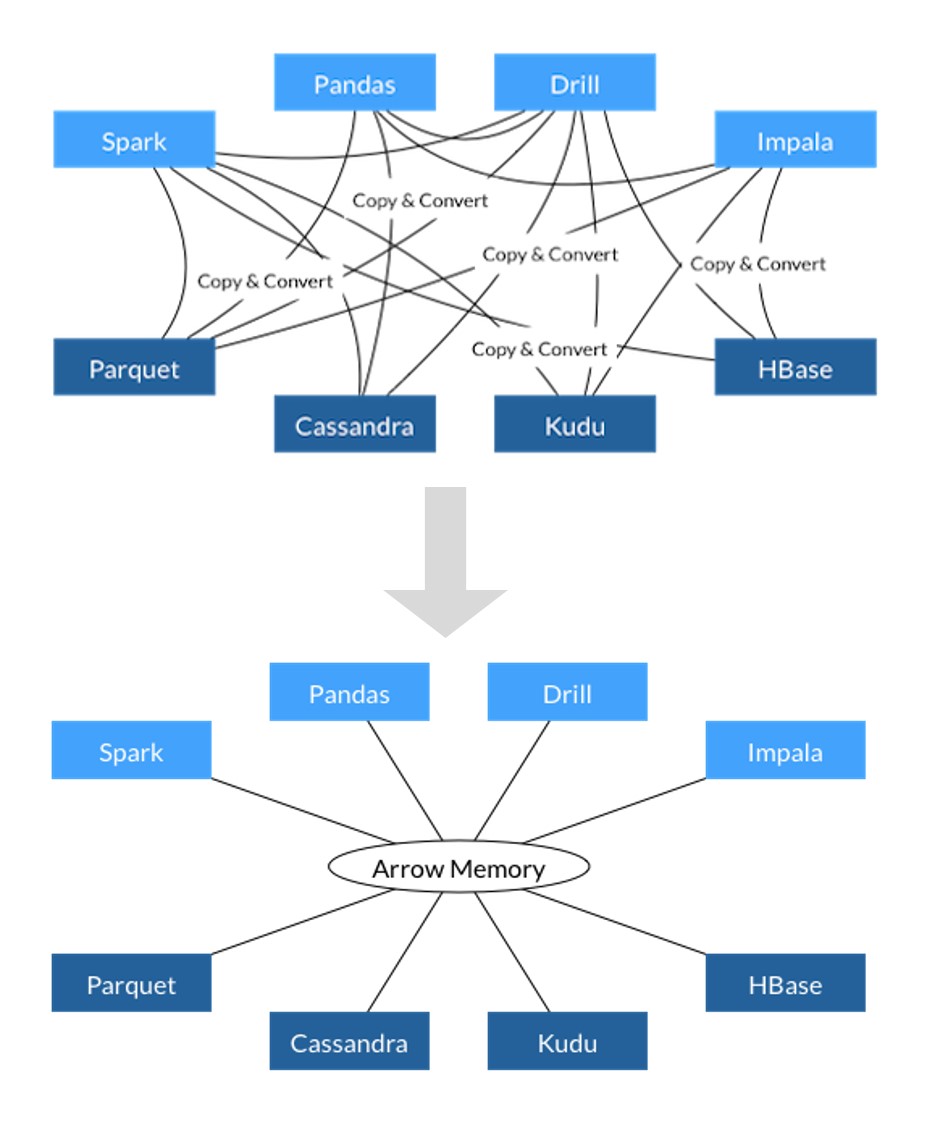 Pandas
Drill
Spark
Impala
Copy & Convert
Copy & Convert
Copy & Convert
Copy & Convert
Copy & Convert
Parquet
HBase
Cassandra
Kudu
Pandas
Drill
Spark
Impala
Arrow Memory
Parquet
HBase
Cassandra
Kudu